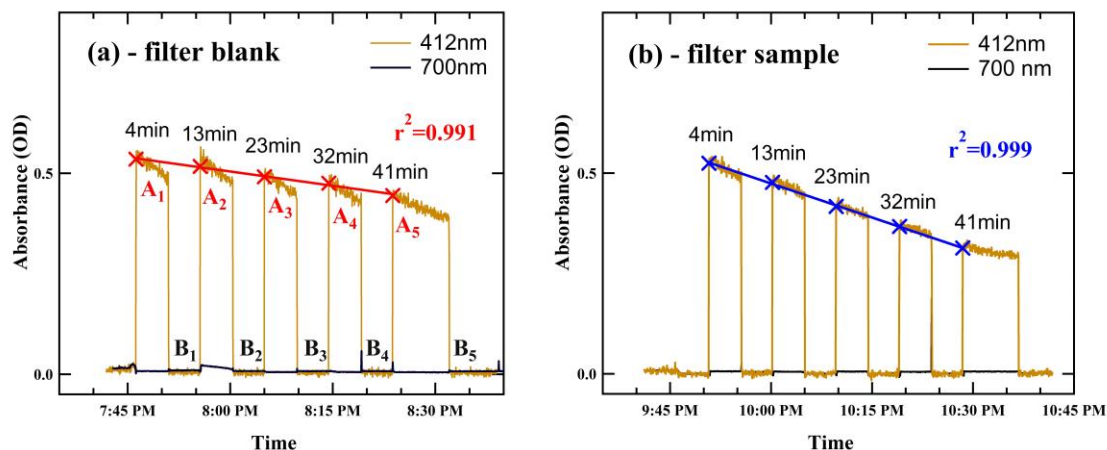 (a) - filter blank
412nm
700nm
r²=0.991
4min
13min
23min
32min
41min
A₁
A₂
A₃
A₄
A₅
B₁
B₂
B₃
B₄
B₅
0.5
0.0
Absorbance (OD)
7:45 PM
8:00 PM
8:15 PM
8:30 PM
Time
(b) - filter sample
412nm
700 nm
r²=0.999
4min
13min
23min
32min
41min
0.5
0.0
Absorbance (OD)
9:45 PM
10:00 PM
10:15 PM
10:30 PM
10:45 PM
Time